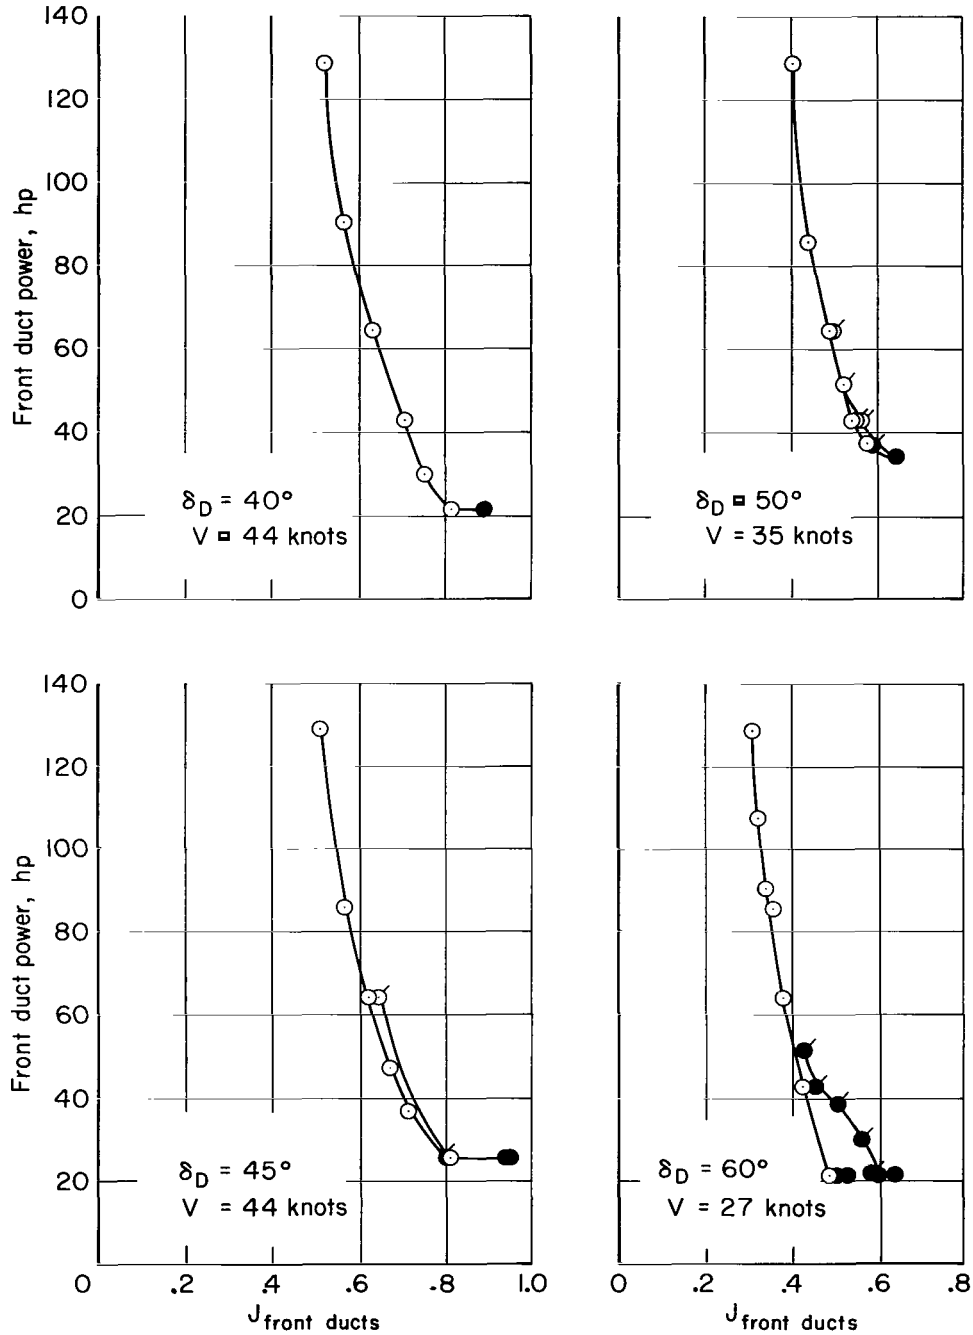 140
120
100
80
60
40
20
0
Front duct power, hp
δD = 40°
V = 44 knots
δD = 50°
V = 35 knots
140
120
100
80
60
40
20
0
Front duct power, hp
δD = 45°
V = 44 knots
δD = 60°
V = 27 knots
.2 .4 .6 .8 1.0
J front ducts
0 .2 .4 .6 .8
J front ducts